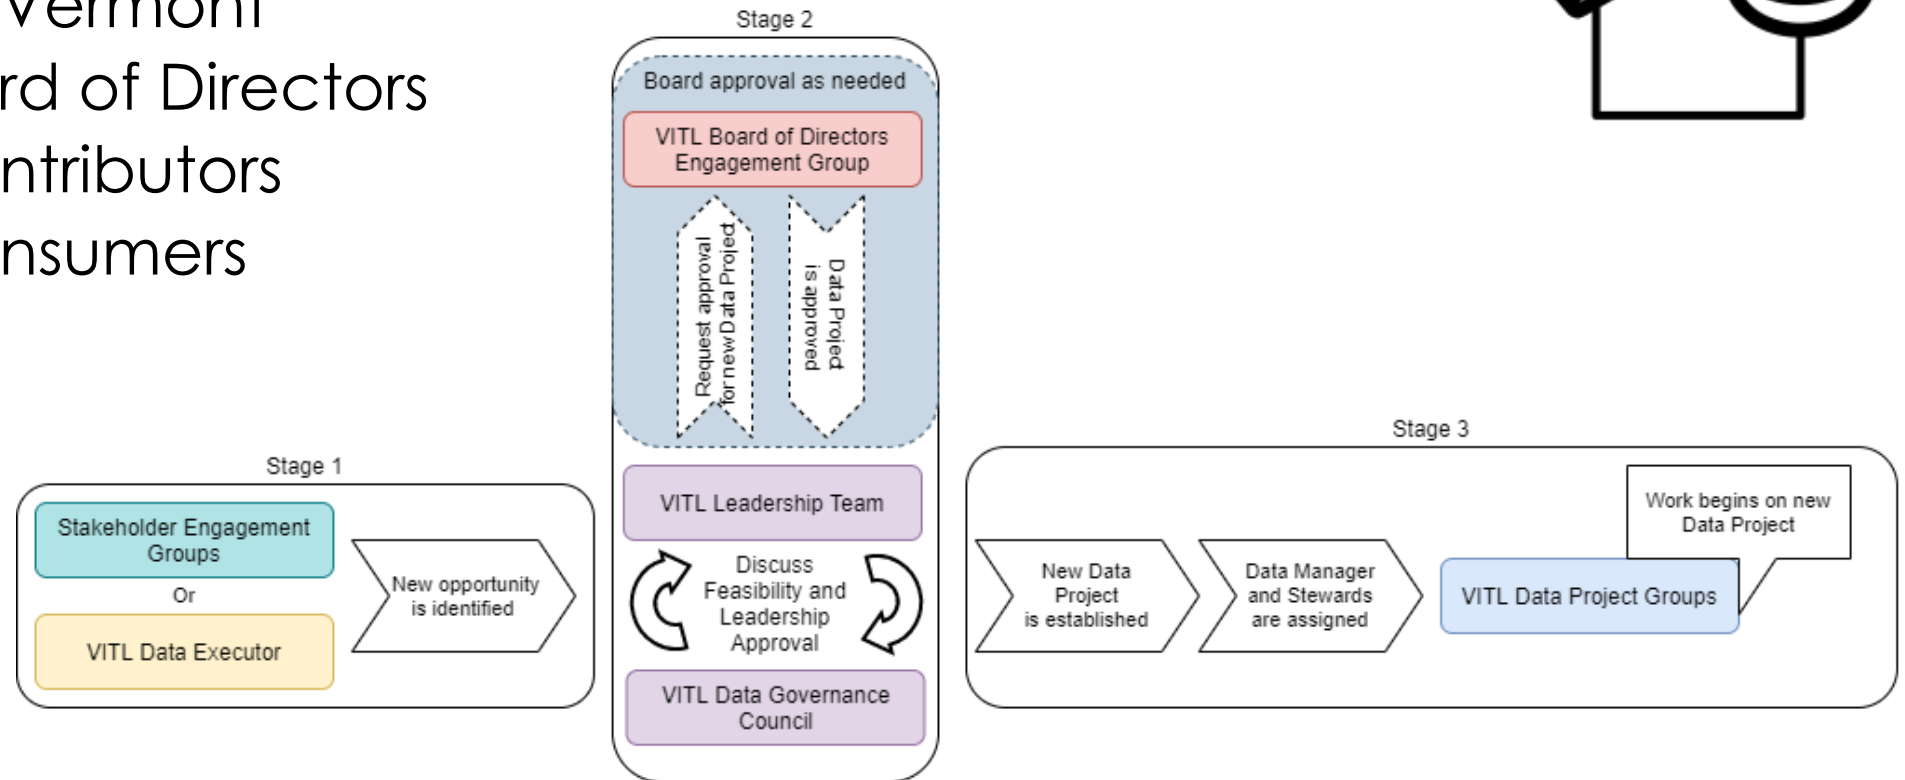 Vermont
rd of Directors
ntributors
nsumers
Stage 1
Stakeholder Engagement
Groups
Or
VITL Data Executor
New opportunity
is identified
Stage 2
Board approval as needed
VITL Board of Directors
Engagement Group
Request approval
for new Data Project
Data Project
is approved
VITL Leadership Team
Discuss
Feasibility and
Leadership
Approval
VITL Data Governance
Council
Stage 3
New Data
Project
is established
Data Manager
and Stewards
are assigned
Work begins on new
Data Project
VITL Data Project Groups